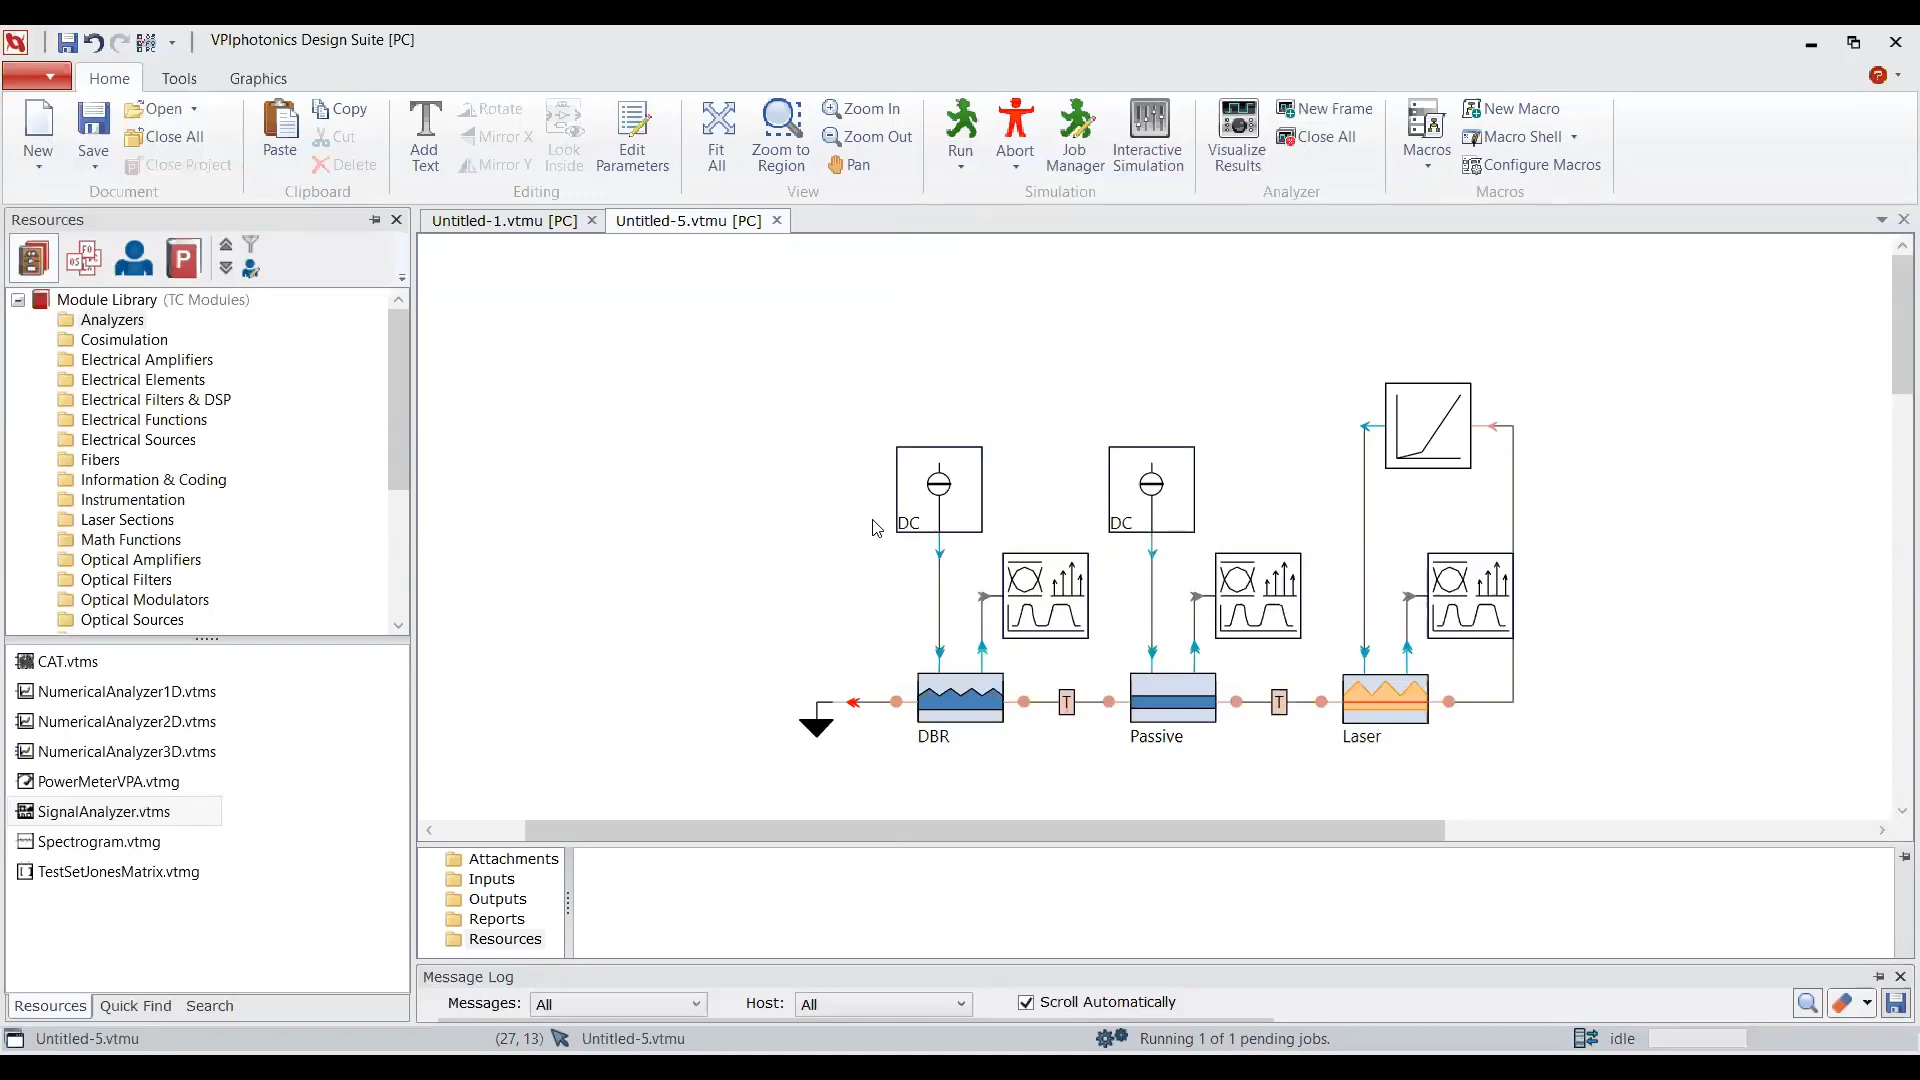 VPIphotonics Design Suite [PC]
Home
Tools
Graphics
New
Save
Open
Close All
Close Project
Document
Paste
Copy
Cut
Delete
Clipboard
Add Text
Rotate
Mirror X
Mirror Y
Look Inside
Edit Parameters
Editing
Fit All
Zoom to Region
Zoom In
Zoom Out
Pan
View
Run
Abort
Job Manager
Interactive Simulation
Simulation
Visualize Results
New Frame
Close All
Analyzer
Macros
New Macro
Macro Shell
Configure Macros
Macros
Resources
Untitled-1.vtmu [PC]
Untitled-5.vtmu [PC]
P
Module Library (TC Modules)
Analyzers
Cosimulation
Electrical Amplifiers
Electrical Elements
Electrical Filters & DSP
Electrical Functions
Electrical Sources
Fibers
Information & Coding
Instrumentation
Laser Sections
Math Functions
Optical Amplifiers
Optical Filters
Optical Modulators
Optical Sources
CAT.vtms
NumericalAnalyzer1D.vtms
NumericalAnalyzer2D.vtms
NumericalAnalyzer3D.vtms
PowerMeterVPA.vtmg
SignalAnalyzer.vtms
Spectrogram.vtmg
TestSetJonesMatrix.vtmg
Resources
Quick Find
Search
DC
DC
T
T
DBR
Passive
Laser
Attachments
Inputs
Outputs
Reports
Resources
Message Log
Messages: All
Host: All
Scroll Automatically
Untitled-5.vtmu
(27, 13)
Untitled-5.vtmu
Running 1 of 1 pending jobs.
idle